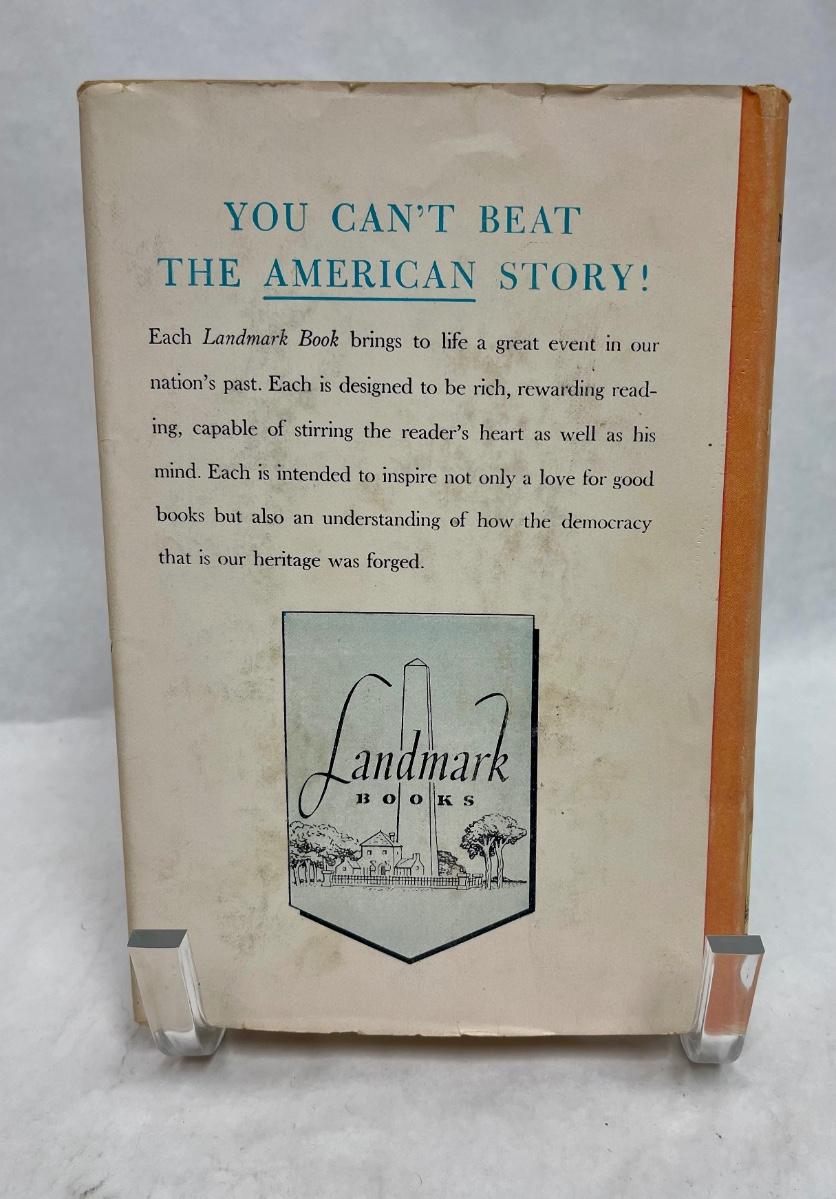 YOU CAN'T BEAT
THE AMERICAN STORY!
Each Landmark Book brings to life a great event in our
nation's past. Each is designed to be rich, rewarding read-
ing, capable of stirring the reader's heart as well as his
mind. Each is intended to inspire not only a love for good
books but also an understanding of how the democracy
that is our heritage was forged.
Landmark
BOOKS